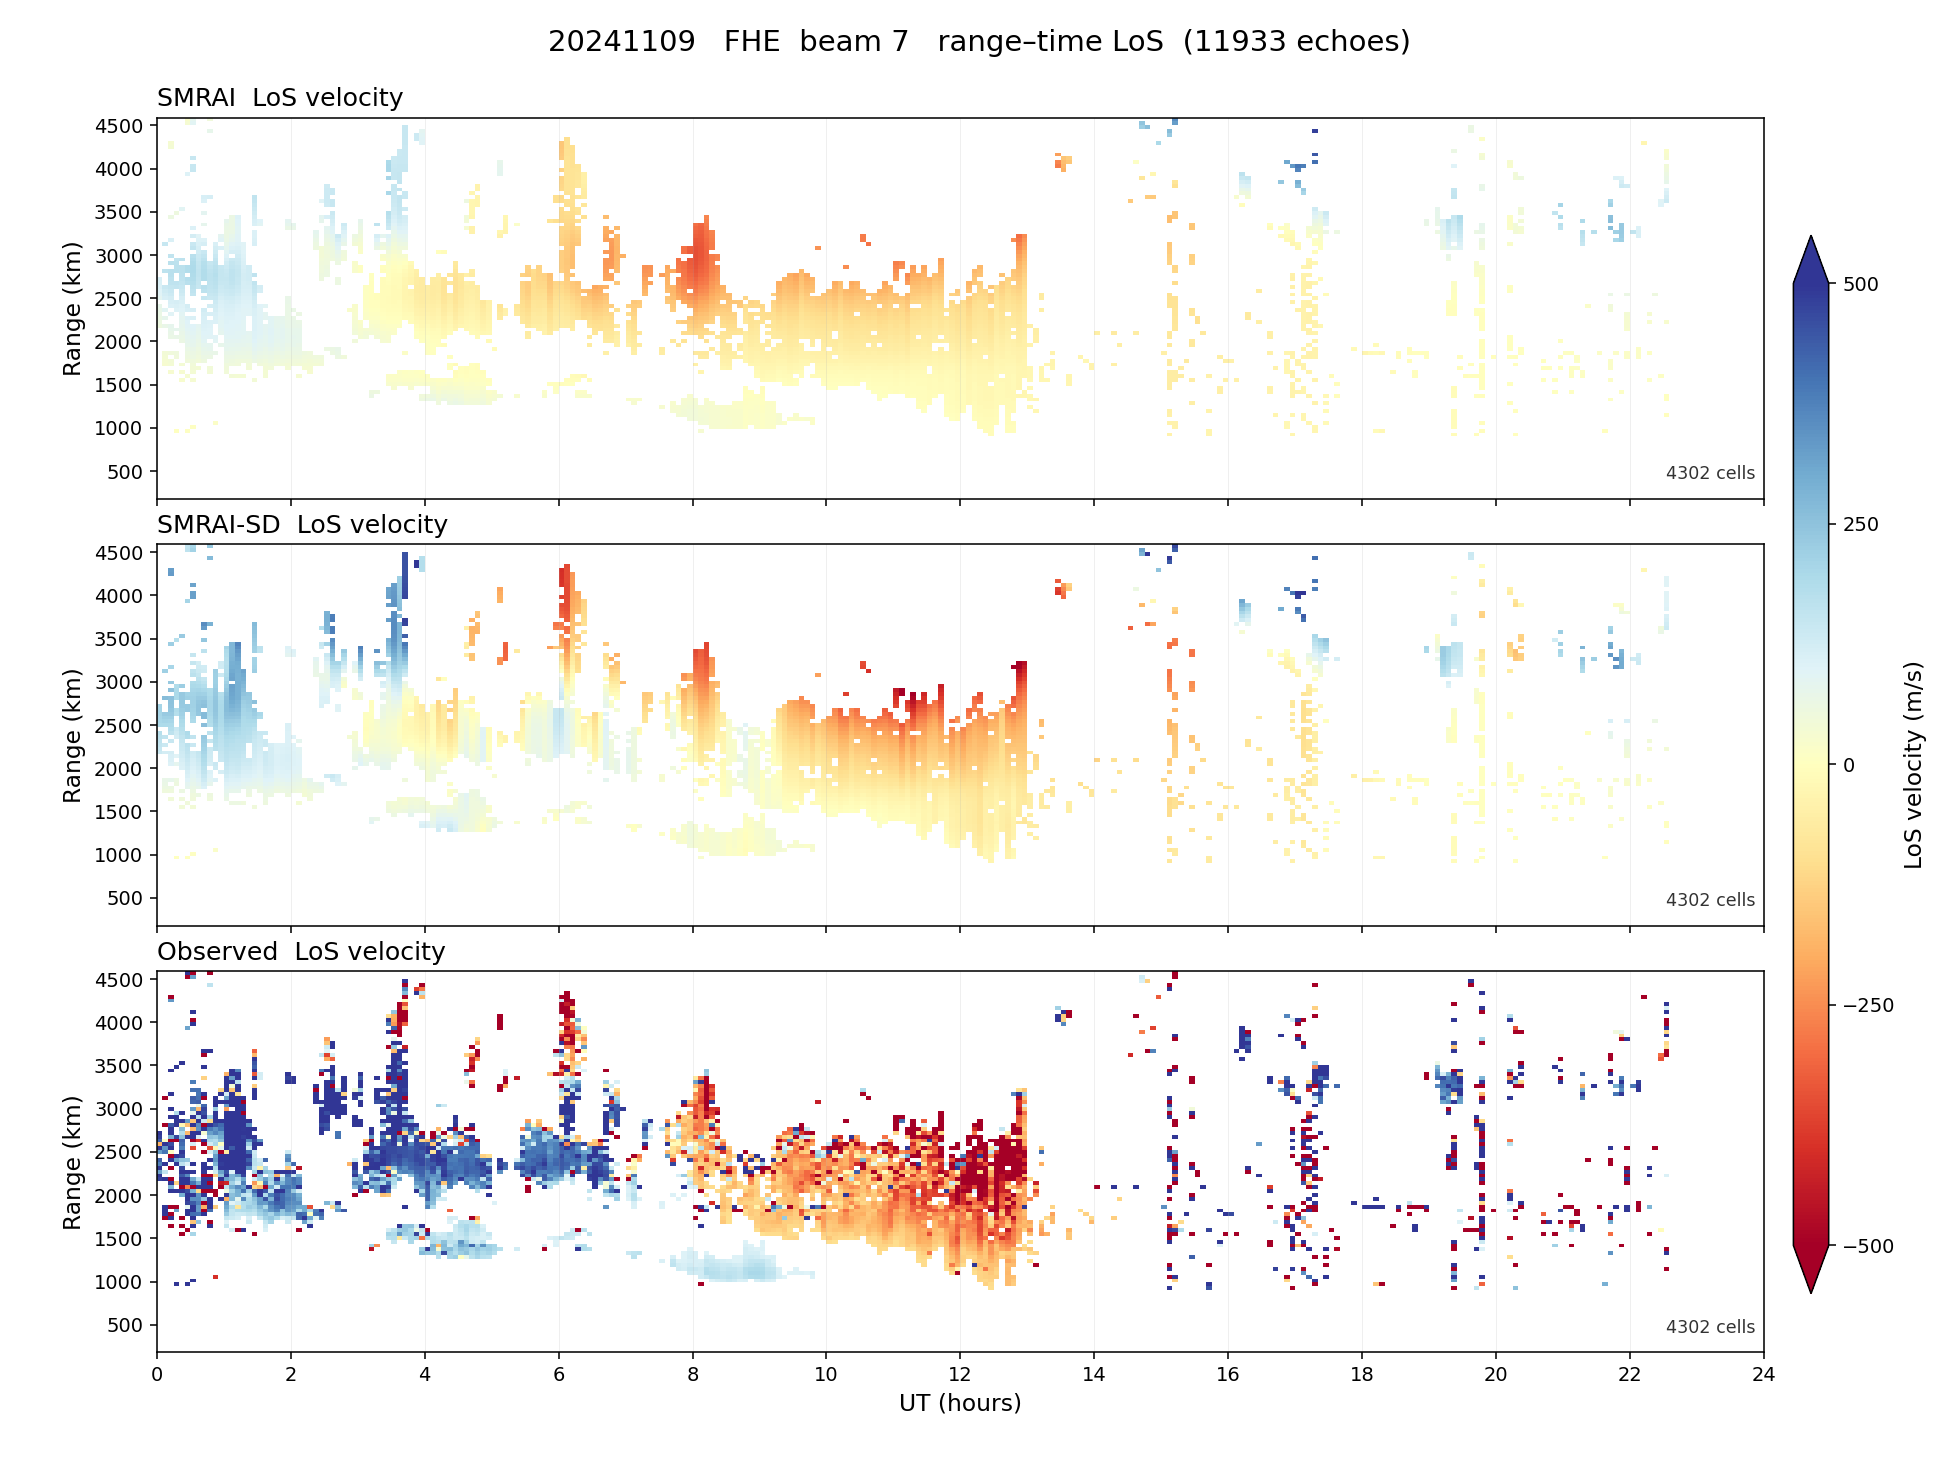 20241109   FHE  beam 7   range–time LoS  (11933 echoes)
SMRAI  LoS velocity
4500
4000
3500
3000
2500
2000
1500
1000
500
Range (km)
4302 cells
SMRAI-SD  LoS velocity
4500
4000
3500
3000
2500
2000
1500
1000
500
Range (km)
4302 cells
Observed  LoS velocity
4500
4000
3500
3000
2500
2000
1500
1000
500
Range (km)
4302 cells
0 2 4 6 8 10 12 14 16 18 20 22 24
UT (hours)
500
250
0
−250
−500
LoS velocity (m/s)